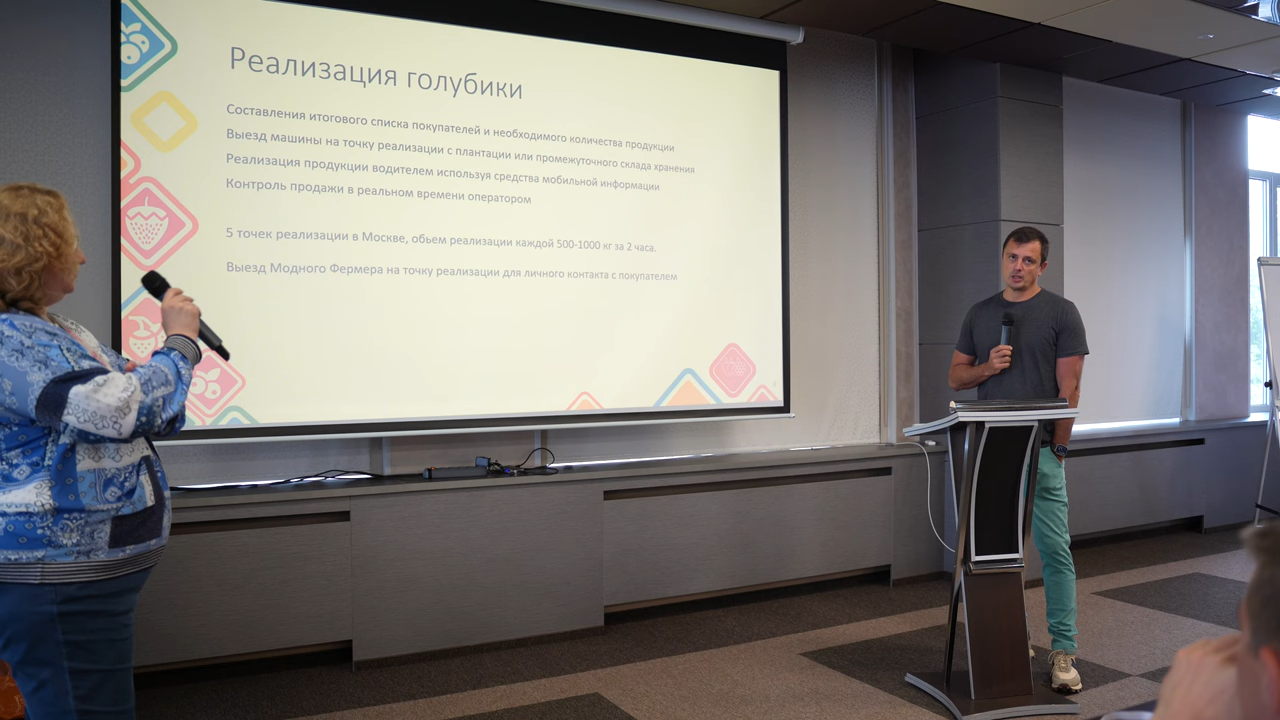 Реализация голубики
Составления итогового списка покупателей и необходимого количества продукции
Выезд машины на точку реализации с плантации или промежуточного склада хранения
Реализация продукции водителем используя средства мобильной информации
Контроль продажи в реальном времени оператором
5 точек реализации в Москве, обьем реализации каждой 500-1000 кг за 2 часа.
Выезд Модного Фермера на точку реализации для личного контакта с покупателем